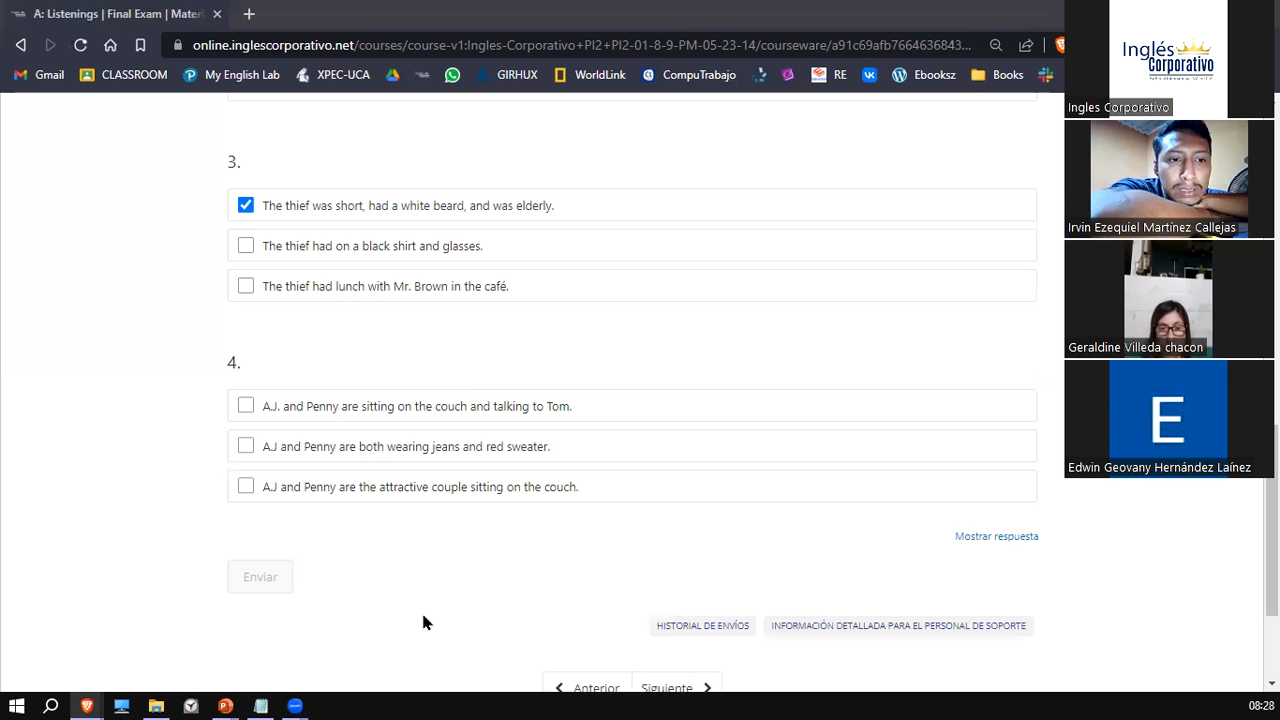 A: Listenings | Final Exam | Mater
online.inglescorporativo.net/courses/course-v1:Ingles-Corporativo+PI2+PI2-01-8-9-PM-05-23-14/courseware/a91c69afb7664636843...
Gmail CLASSROOM My English Lab XPEC-UCA GIRHUX WorldLink CompuTrabajo RE Ebooksz Books
Inglés
Corporativo
Ingles Corporativo
Irvin Ezequiel Martínez Callejas
Geraldine Villeda chacon
E
Edwin Geovany Hernández Laínez
3.
The thief was short, had a white beard, and was elderly.
The thief had on a black shirt and glasses.
The thief had lunch with Mr. Brown in the café.
4.
A.J. and Penny are sitting on the couch and talking to Tom.
A.J and Penny are both wearing jeans and red sweater.
A.J and Penny are the attractive couple sitting on the couch.
Mostrar respuesta
Enviar
HISTORIAL DE ENVÍOS INFORMACIÓN DETALLADA PARA EL PERSONAL DE SOPORTE
Anterior Siguiente
08:28